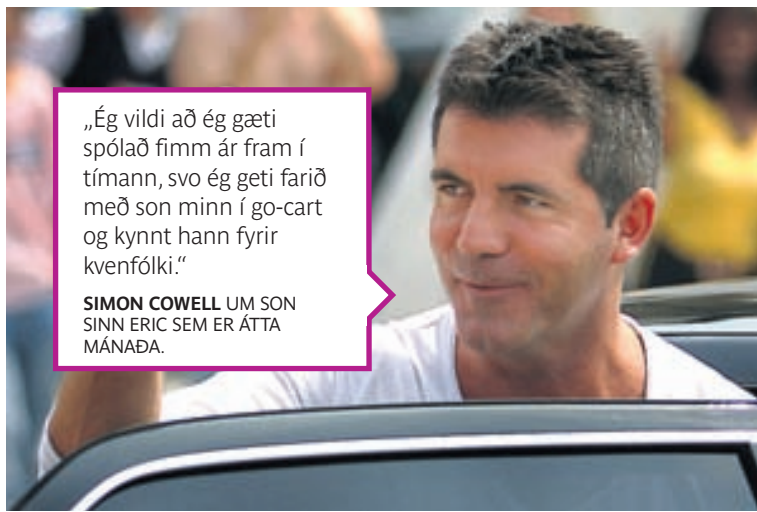 „Ég vildi að ég gæti
spólað fimm ár fram í
tímann, svo ég geti farið
með son minn í go-cart
og kynnt hann fyrir
kvenfólki.“
SIMON COWELL UM SON
SINN ERIC SEM ER ÁTTA
MÁNAÐA.